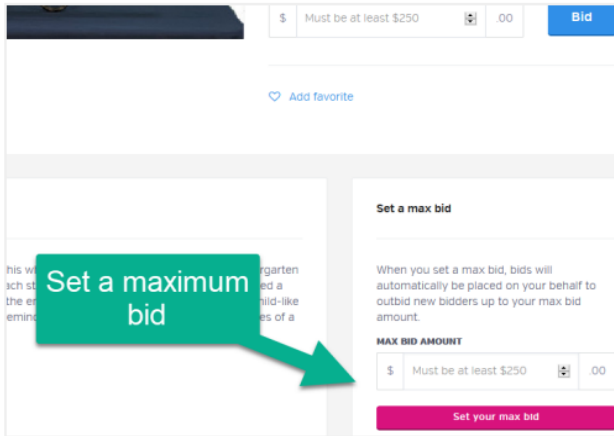 $ Must be at least $250 .00 Bid
Add favorite
Set a max bid
the
a
of a
Set a maximum
bid
When you set a max bid, bids will
automatically be placed on your behalf to
outbid new bidders up to your max bid
amount.
MAX BID AMOUNT
$ Must be at least $250 .00
Set your max bid